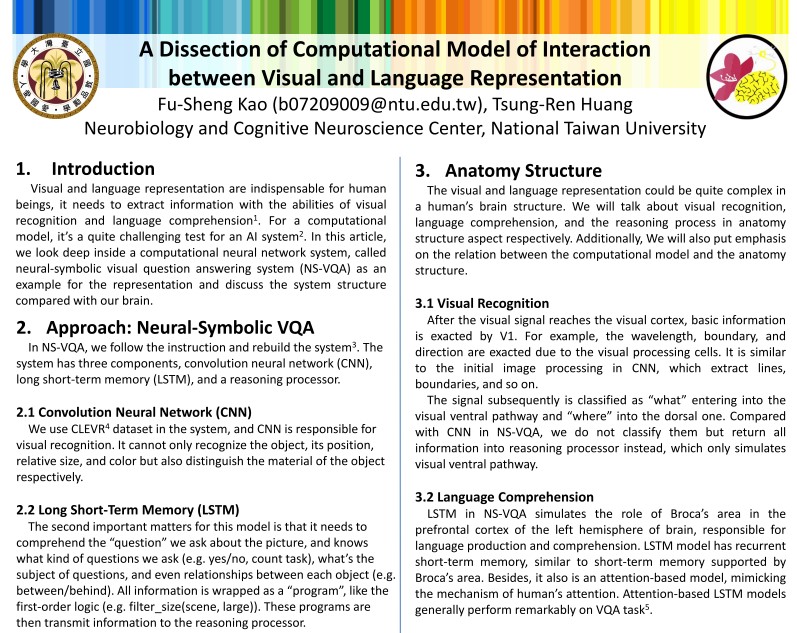 A Dissection of Computational Model of Interaction
between Visual and Language Representation
Fu-Sheng Kao (b07209009@ntu.edu.tw), Tsung-Ren Huang
Neurobiology and Cognitive Neuroscience Center, National Taiwan University
1. Introduction
Visual and language representation are indispensable for human
beings, it needs to extract information with the abilities of visual
recognition and language comprehension¹. For a computational
model, it's a quite challenging test for an AI system². In this article,
we look deep inside a computational neural network system, called
neural-symbolic visual question answering system (NS-VQA) as an
example for the representation and discuss the system structure
compared with our brain.
2. Approach: Neural-Symbolic VQA
In NS-VQA, we follow the instruction and rebuild the system³. The
system has three components, convolution neural network (CNN),
long short-term memory (LSTM), and a reasoning processor.
2.1 Convolution Neural Network (CNN)
We use CLEVR⁴ dataset in the system, and CNN is responsible for
visual recognition. It cannot only recognize the object, its position,
relative size, and color but also distinguish the material of the object
respectively.
2.2 Long Short-Term Memory (LSTM)
The second important matters for this model is that it needs to
comprehend the “question” we ask about the picture, and knows
what kind of questions we ask (e.g. yes/no, count task), what's the
subject of questions, and even relationships between each object (e.g.
between/behind). All information is wrapped as a “program”, like the
first-order logic (e.g. filter_size(scene, large)). These programs are
then transmit information to the reasoning processor.
3. Anatomy Structure
The visual and language representation could be quite complex in
a human's brain structure. We will talk about visual recognition,
language comprehension, and the reasoning process in anatomy
structure aspect respectively. Additionally, We will also put emphasis
on the relation between the computational model and the anatomy
structure.
3.1 Visual Recognition
After the visual signal reaches the visual cortex, basic information
is exacted by V1. For example, the wavelength, boundary, and
direction are exacted due to the visual processing cells. It is similar
to the initial image processing in CNN, which extract lines,
boundaries, and so on.
The signal subsequently is classified as “what” entering into the
visual ventral pathway and “where” into the dorsal one. Compared
with CNN in NS-VQA, we do not classify them but return all
information into reasoning processor instead, which only simulates
visual ventral pathway.
3.2 Language Comprehension
LSTM in NS-VQA simulates the role of Broca's area in the
prefrontal cortex of the left hemisphere of brain, responsible for
language production and comprehension. LSTM model has recurrent
short-term memory, similar to short-term memory supported by
Broca's area. Besides, it also is an attention-based model, mimicking
the mechanism of human's attention. Attention-based LSTM models
generally perform remarkably on VQA task⁵.